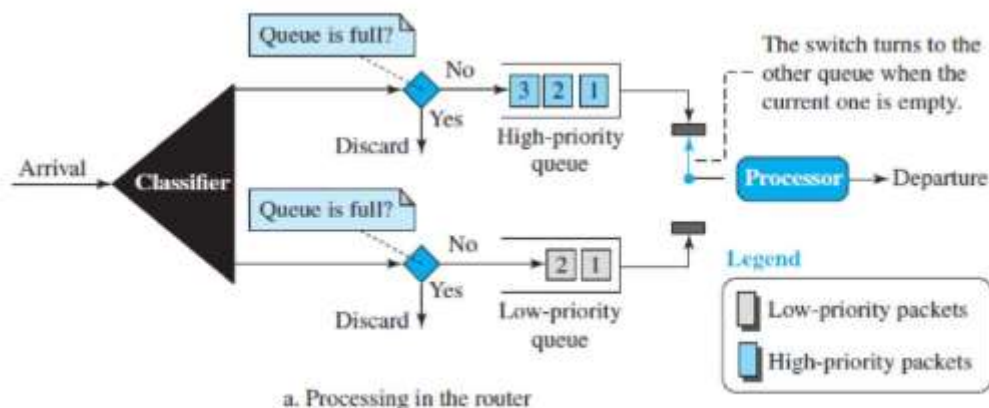 Queue is full?
The switch turns to the
other queue when the
current one is empty.
No
3 2 1
Yes
Discard
High-priority
queue
Arrival
Classifier
Processor
Departure
Queue is full?
No
2 1
Yes
Discard
Low-priority
queue
Legend
Low-priority packets
High-priority packets
a. Processing in the router